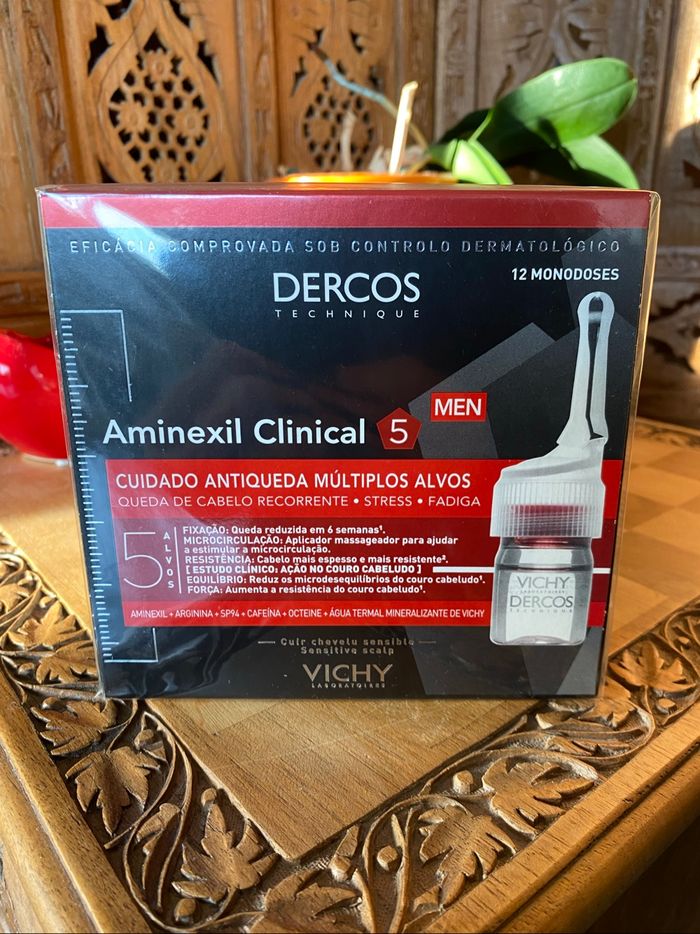 EFICÁCIA COMPROVADA SOB CONTROLO DERMATOLÓGICO
12 MONODOSES
DERCOS
TECHNIQUE
MEN
Aminexil Clinical 5
CUIDADO ANTIQUEDA MÚLTIPLOS ALVOS
QUEDA DE CABELO RECORRENTE • STRESS • FADIGA
5 ALVOS
FIXAÇÃO: Queda reduzida em 6 semanas¹.
MICROCIRCULAÇÃO: Aplicador massageador para ajudar
a estimular a microcirculação.
RESISTÊNCIA: Cabelo mais espesso e mais resistente².
[ESTUDO CLÍNICO: AÇÃO NO COURO CABELUDO]
EQUILÍBRIO: Reduz os microdesequilíbrios do couro cabeludo¹.
FORÇA: Aumenta a resistência do couro cabeludo¹.
AMINEXIL + ARGININA + SP94 + CAFEÍNA + OCTEINE + ÁGUA TERMAL MINERALIZANTE DE VICHY
VICHY
LABORATOIRES
DERCOS
TECHNIQUE
Cuir chevelu sensible
Sensitive scalp
VICHY
LABORATOIRES